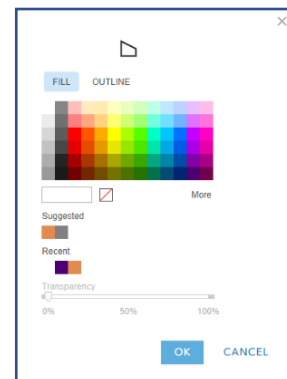 ×
FILL OUTLINE
More
Suggested
Recent
Transparency
0% 50% 100%
OK CANCEL